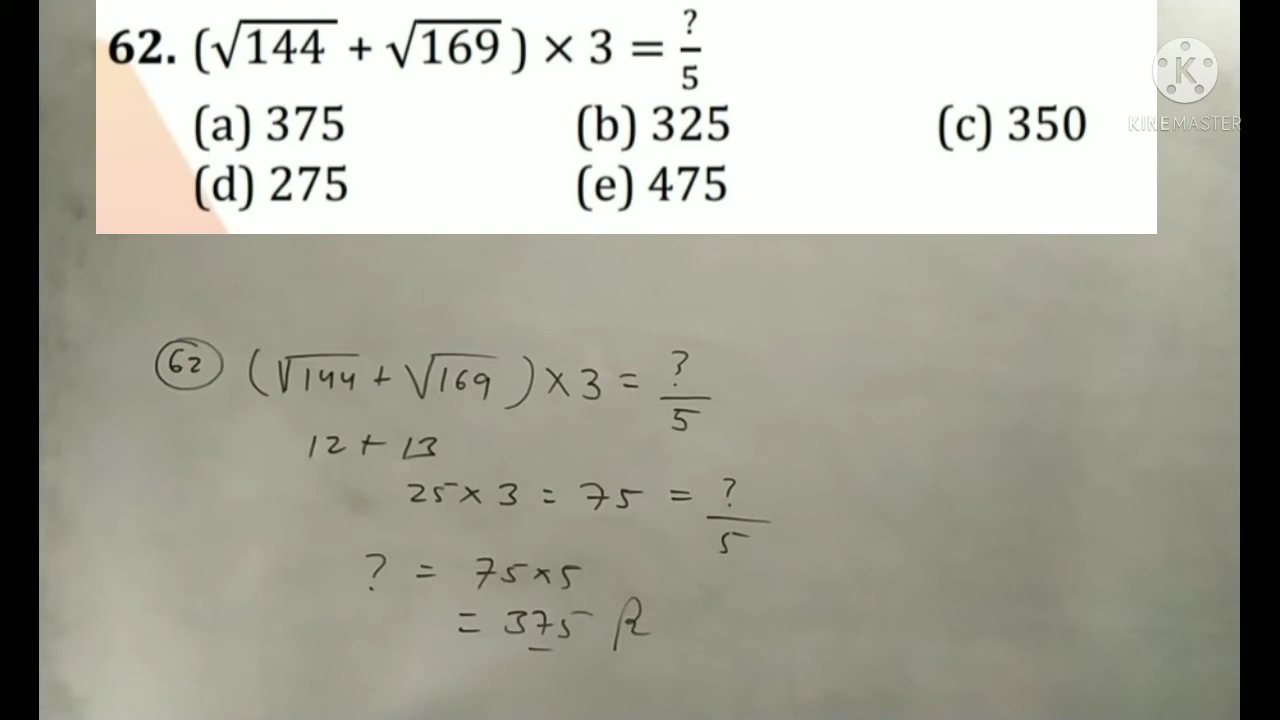 62. (√144 + √169) × 3 = ?/5
(a) 375 (b) 325 (c) 350
(d) 275 (e) 475
K
KINEMASTER
62 (√144 + √169) × 3 = ?/5
12 + 13
25 × 3 = 75 = ?/5
? = 75 × 5
= 375